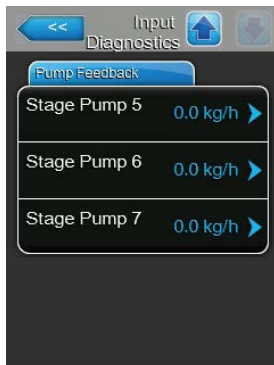 << Input
Diagnostics
Pump Feedback
Stage Pump 5 0.0 kg/h
Stage Pump 6 0.0 kg/h
Stage Pump 7 0.0 kg/h